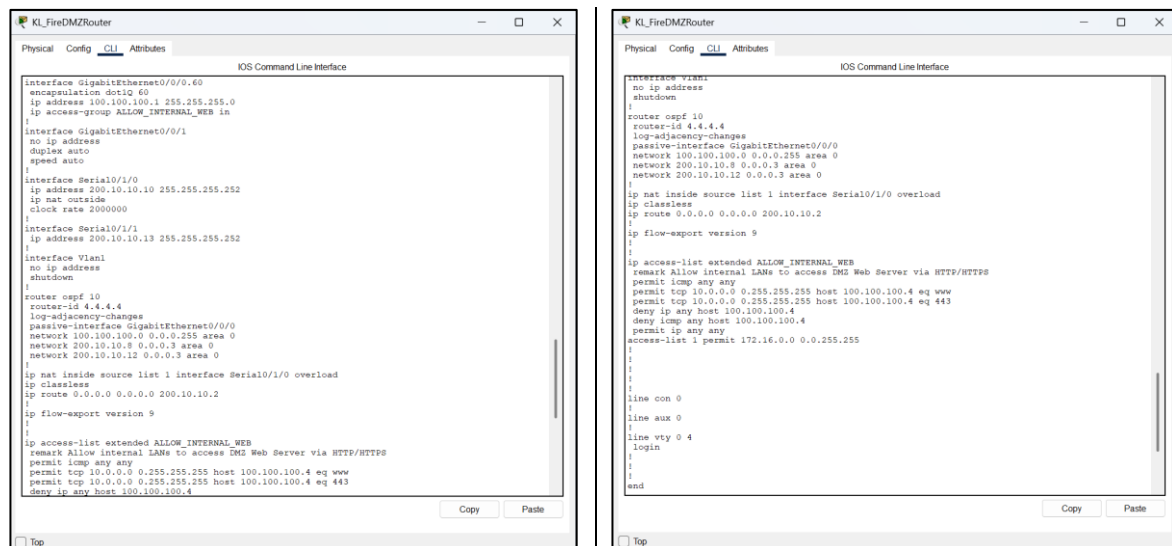 KL_FireDMZRouter
Physical Config CLI Attributes
IOS Command Line Interface
interface GigabitEthernet0/0/0.60
encapsulation dot1Q 60
ip address 100.100.100.1 255.255.255.0
ip access-group ALLOW_INTERNAL_WEB in
!
interface GigabitEthernet0/0/1
no ip address
duplex auto
speed auto
!
interface Serial0/1/0
ip address 200.10.10.10 255.255.255.252
ip nat outside
clock rate 2000000
!
interface Serial0/1/1
ip address 200.10.10.13 255.255.255.252
!
interface Vlan1
no ip address
shutdown
!
router ospf 10
router-id 4.4.4.4
log-adjacency-changes
passive-interface GigabitEthernet0/0/0
network 100.100.100.0 0.0.0.255 area 0
network 200.10.10.8 0.0.0.3 area 0
network 200.10.10.12 0.0.0.3 area 0
!
ip nat inside source list 1 interface Serial0/1/0 overload
ip classless
ip route 0.0.0.0 0.0.0.0 200.10.10.2
!
ip flow-export version 9
!
!
ip access-list extended ALLOW_INTERNAL_WEB
remark Allow internal LANs to access DMZ Web Server via HTTP/HTTPS
permit icmp any any
permit tcp 10.0.0.0 0.255.255.255 host 100.100.100.4 eq www
permit tcp 10.0.0.0 0.255.255.255 host 100.100.100.4 eq 443
deny ip any host 100.100.100.4
Copy Paste
Top
KL_FireDMZRouter
Physical Config CLI Attributes
IOS Command Line Interface
interface Vlan1
no ip address
shutdown
!
router ospf 10
router-id 4.4.4.4
log-adjacency-changes
passive-interface GigabitEthernet0/0/0
network 100.100.100.0 0.0.0.255 area 0
network 200.10.10.8 0.0.0.3 area 0
network 200.10.10.12 0.0.0.3 area 0
!
ip nat inside source list 1 interface Serial0/1/0 overload
ip classless
ip route 0.0.0.0 0.0.0.0 200.10.10.2
!
ip flow-export version 9
!
!
ip access-list extended ALLOW_INTERNAL_WEB
remark Allow internal LANs to access DMZ Web Server via HTTP/HTTPS
permit icmp any any
permit tcp 10.0.0.0 0.255.255.255 host 100.100.100.4 eq www
permit tcp 10.0.0.0 0.255.255.255 host 100.100.100.4 eq 443
deny ip any host 100.100.100.4
deny icmp any host 100.100.100.4
permit ip any any
access-list 1 permit 172.16.0.0 0.0.255.255
!
!
!
!
!
line con 0
!
line aux 0
!
line vty 0 4
login
!
!
!
end
Copy Paste
Top